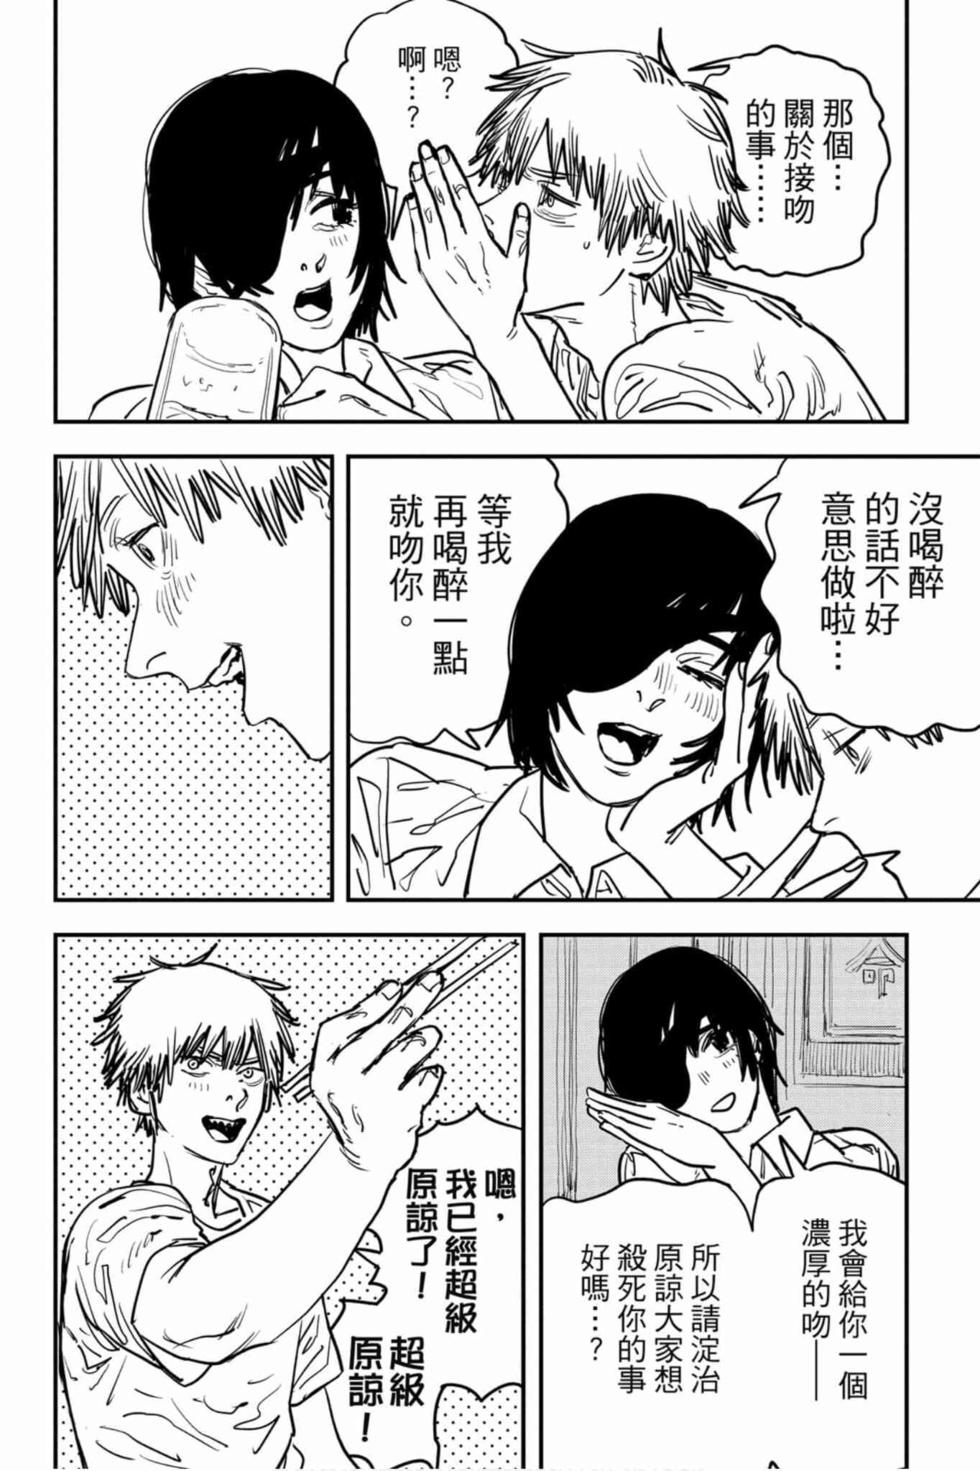 那個…
關於接吻
的事……
嗯？
啊…？
沒喝醉
的話不好
意思做啦…
等我
再喝醉一點
就吻你。
命
我會給你一個
濃厚的吻——
所以請淀治
原諒大家想
殺死你的事
好嗎…？
嗯，
我已經超級
原諒了！
超級
原諒！